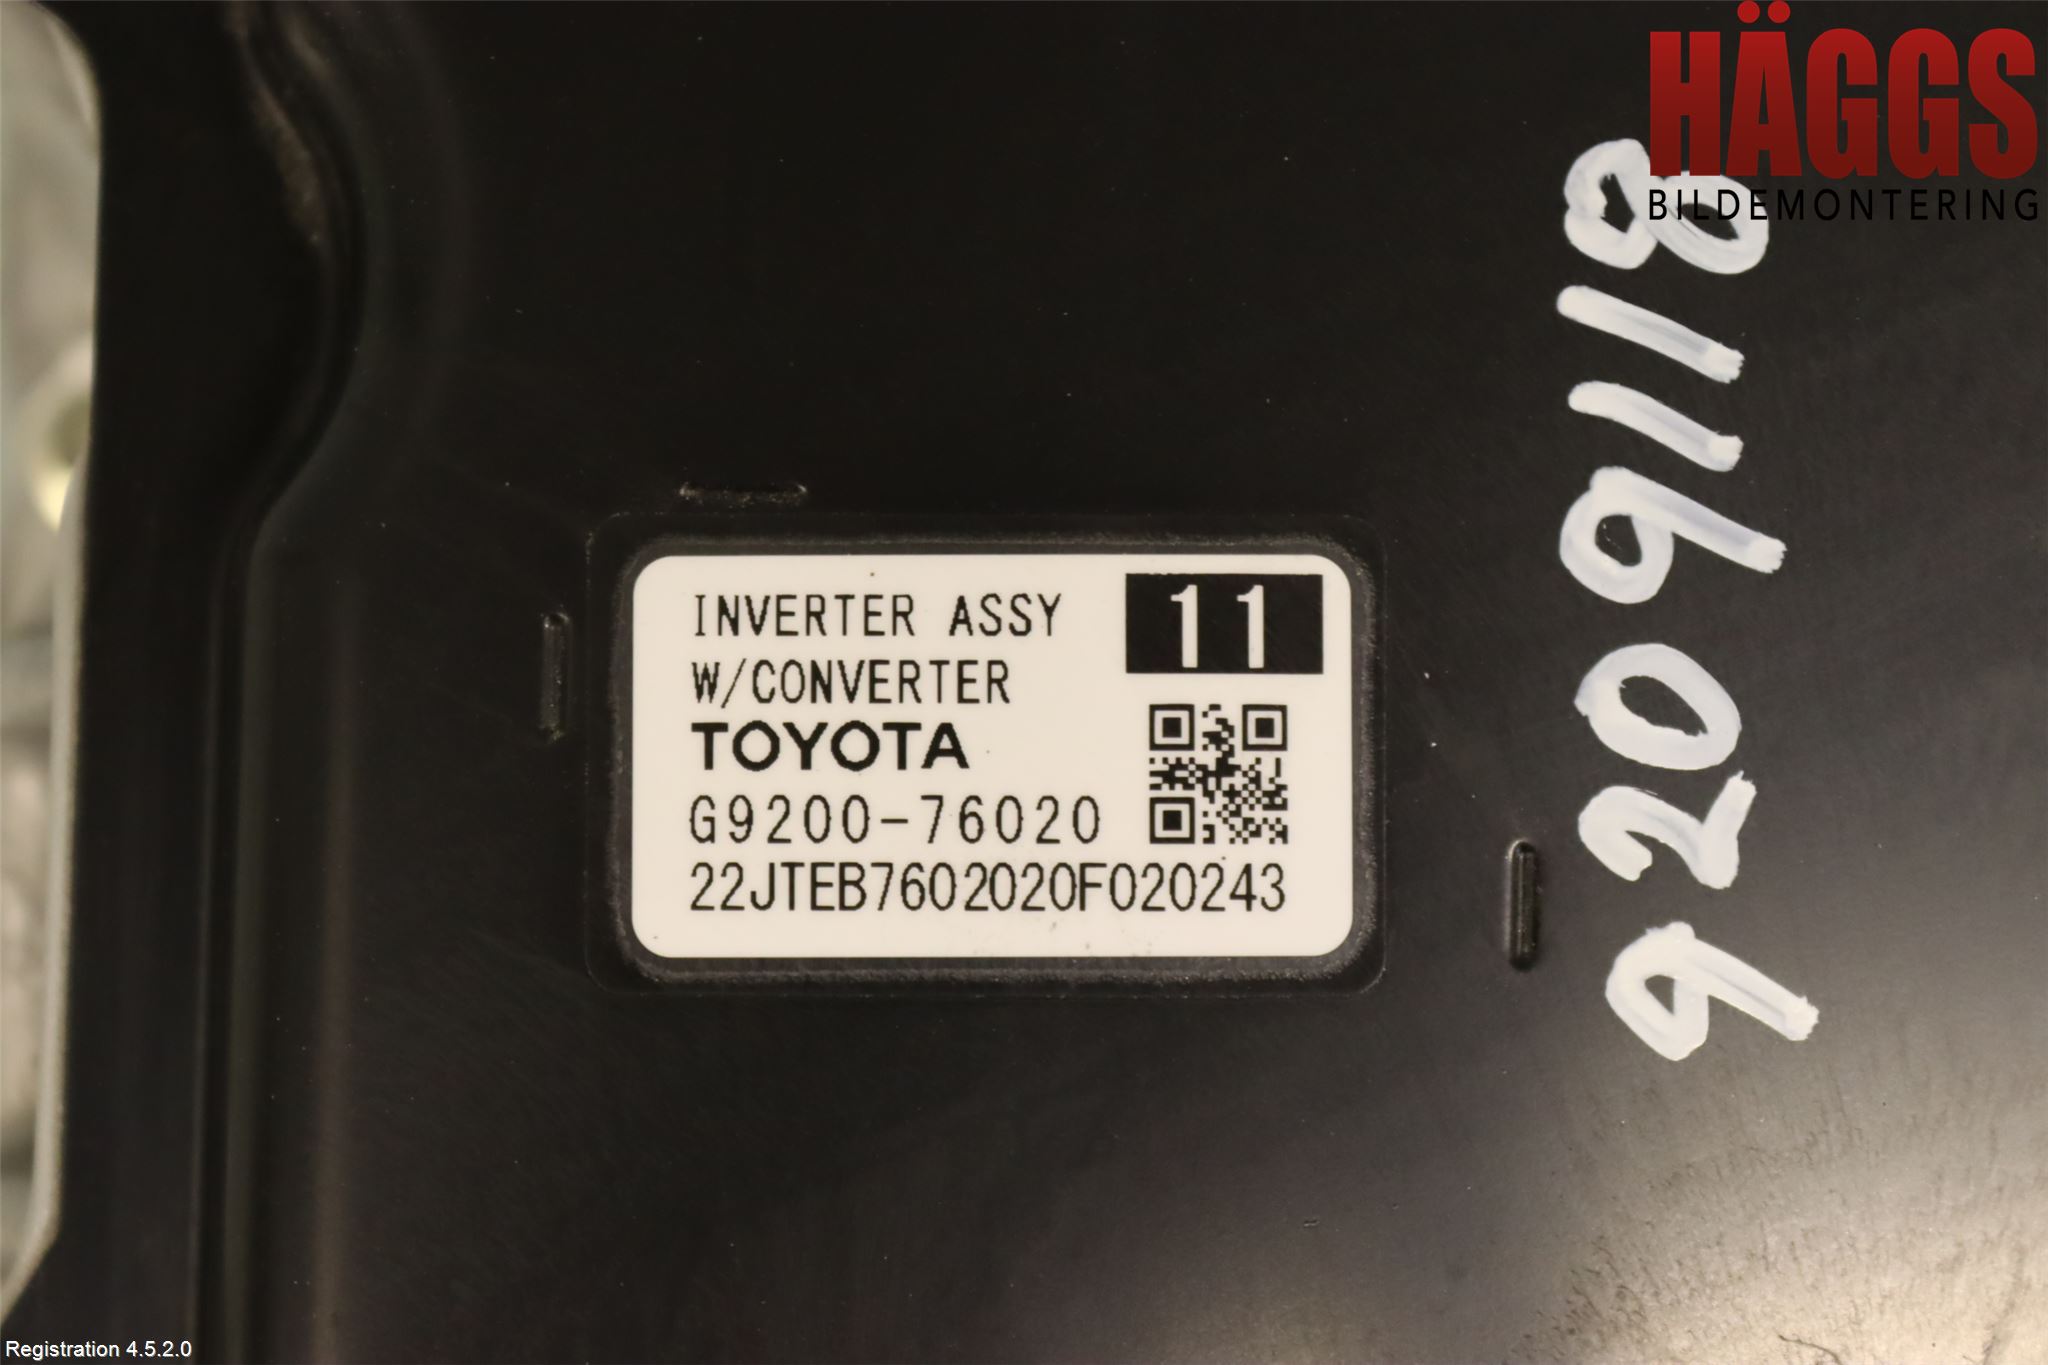 HÄGGS
BILDEMONTERING
INVERTER ASSY
11
W/CONVERTER
TOYOTA
G9200-76020
22JTEB7602020F020243
9209118
Registration 4.5.2.0